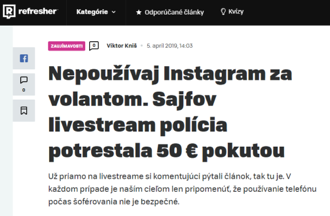 refresher
Kategórie
Odporúčané články
Kvízy
ZAUJÍMAVOSTI 0 Viktor Kniš · 5. apríl 2019, 14:03
Nepoužívaj Instagram za
volantom. Sajfov
livestream polícia
potrestala 50 € pokutou
Už priamo na livestreame si komentujúci pýtali článok, tak tu je. V
každom prípade je naším cieľom len pripomenúť, že používanie telefónu
počas šoférovania nie je bezpečné.